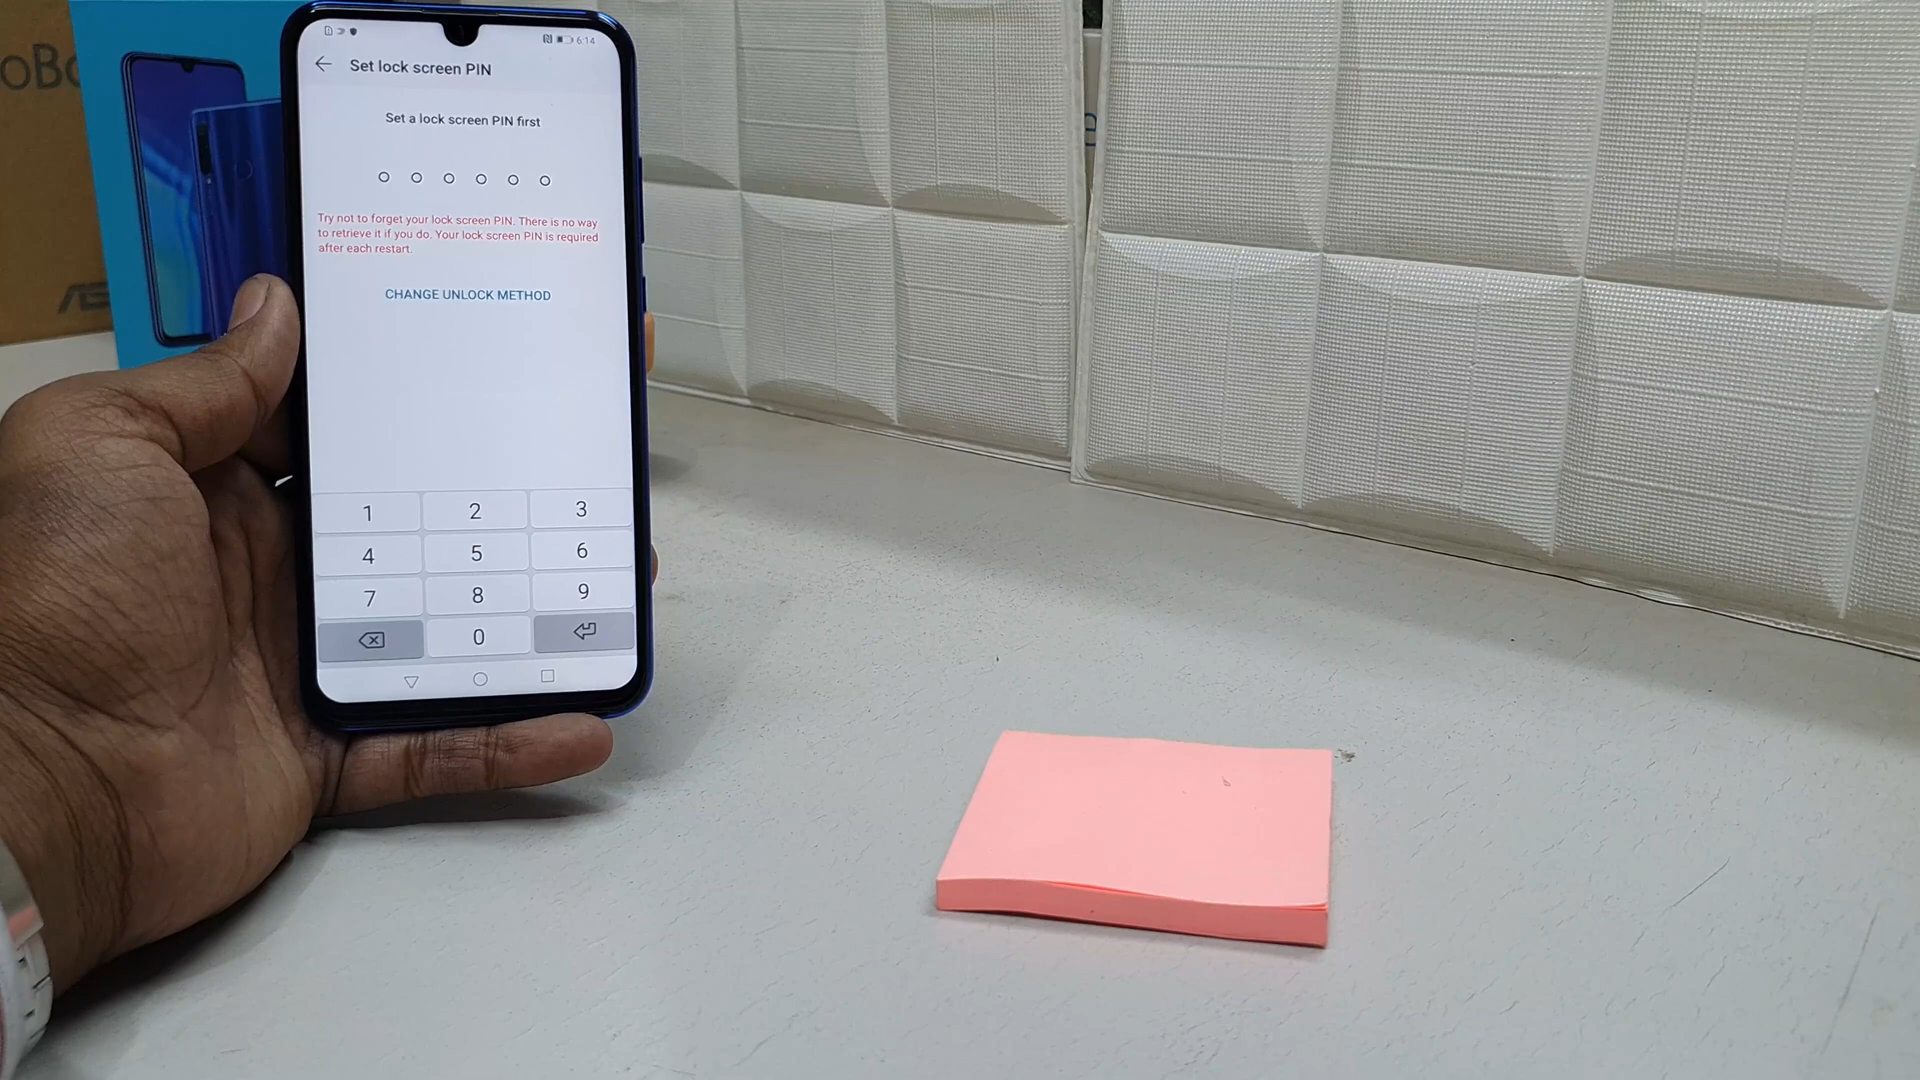 6:14
Set lock screen PIN
Set a lock screen PIN first
Try not to forget your lock screen PIN. There is no way
to retrieve it if you do. Your lock screen PIN is required
after each restart.
CHANGE UNLOCK METHOD
1 2 3
4 5 6
7 8 9
0